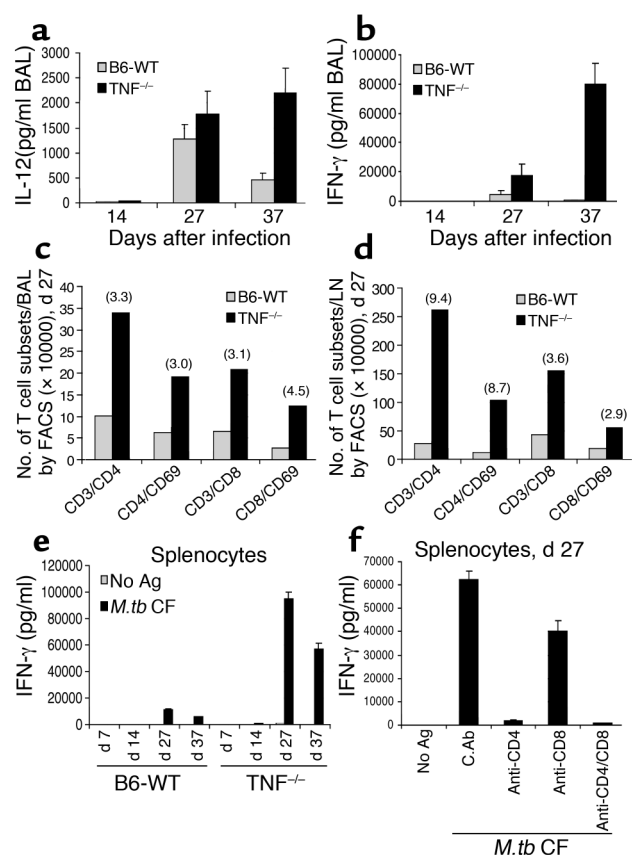 a
IL-12(pg/ml BAL)
3000
2500
2000
1500
1000
500
0
B6-WT
TNF–/–
14 27 37
Days after infection
b
IFN-γ (pg/ml BAL)
100000
80000
60000
40000
20000
0
B6-WT
TNF–/–
14 27 37
Days after infection
c
No. of T cell subsets/BAL
by FACS (× 10000), d 27
40
35
30
25
20
15
10
5
0
B6-WT
TNF–/–
(3.3)
(3.0)
(3.1)
(4.5)
CD3/CD4
CD4/CD69
CD3/CD8
CD8/CD69
d
No. of T cell subsets/LN
by FACS (× 10000), d 27
300
250
200
150
100
50
0
B6-WT
TNF–/–
(9.4)
(8.7)
(3.6)
(2.9)
CD3/CD4
CD4/CD69
CD3/CD8
CD8/CD69
e
Splenocytes
IFN-γ (pg/ml)
120000
100000
80000
60000
40000
20000
0
No Ag
M.tb CF
d 7
d 14
d 27
d 37
d 7
d 14
d 27
d 37
B6-WT
TNF–/–
f
Splenocytes, d 27
IFN-γ (pg/ml)
70000
60000
50000
40000
30000
20000
10000
0
No Ag
C.Ab
Anti-CD4
Anti-CD8
Anti-CD4/CD8
M.tb CF